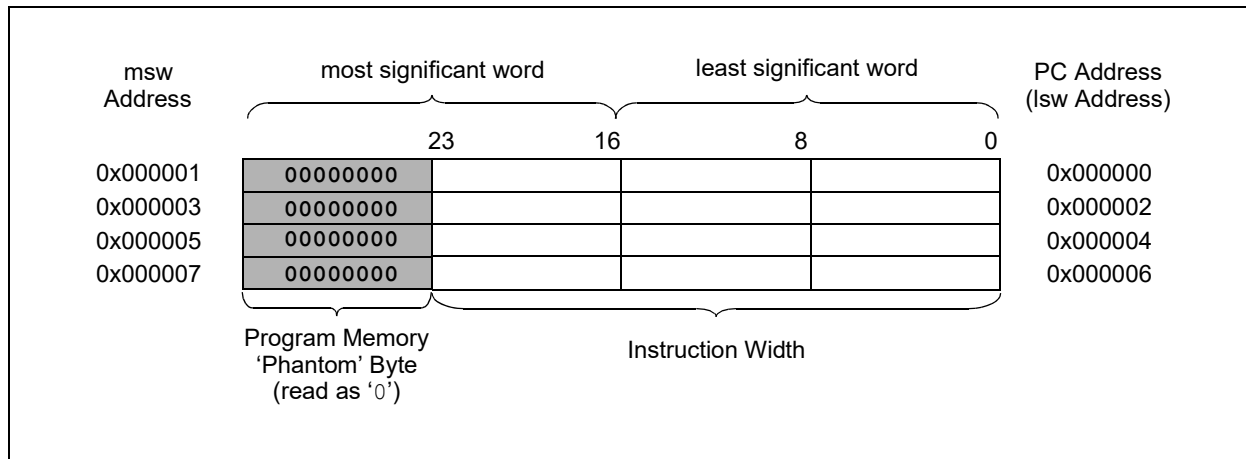 msw
Address
most significant word
least significant word
PC Address
(lsw Address)
23 16 8 0
0x000001 00000000 0x000000
0x000003 00000000 0x000002
0x000005 00000000 0x000004
0x000007 00000000 0x000006
Program Memory
‘Phantom’ Byte
(read as ‘0’)
Instruction Width